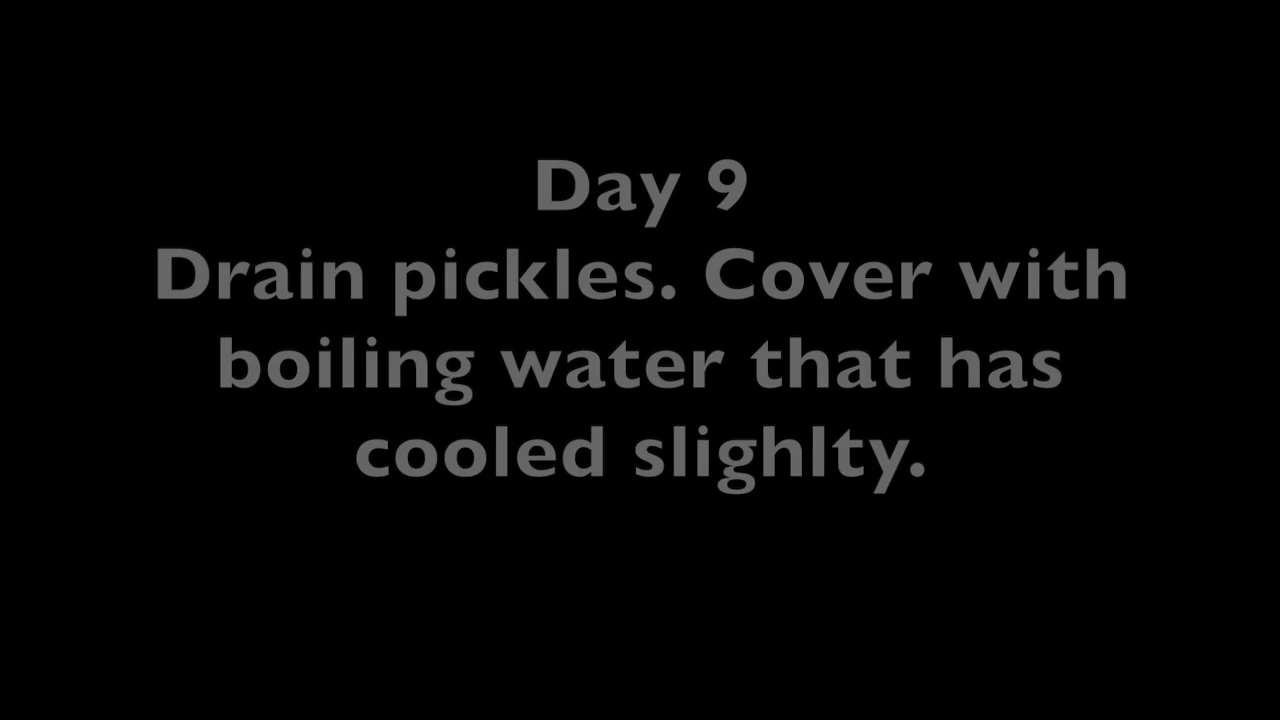 Day 9
Drain pickles. Cover with
boiling water that has
cooled slighlty.